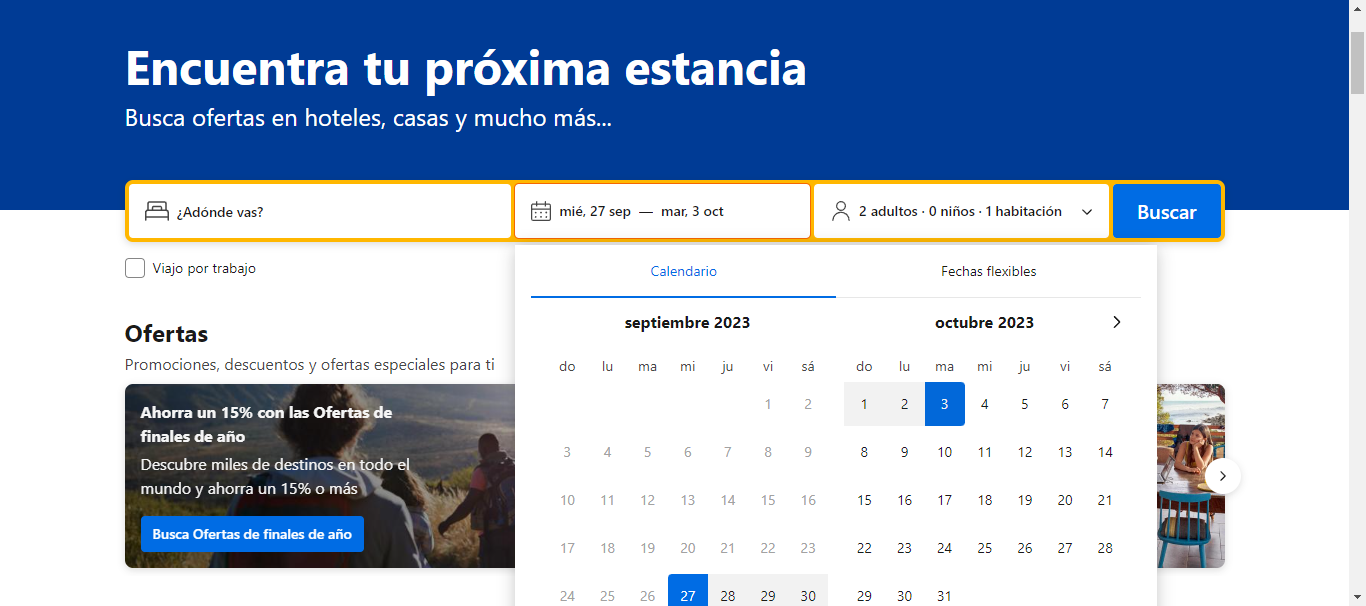 Encuentra tu próxima estancia
Busca ofertas en hoteles, casas y mucho más...
¿Adónde vas?
mié, 27 sep — mar, 3 oct
2 adultos · 0 niños · 1 habitación
Buscar
Viajo por trabajo
Calendario
Fechas flexibles
septiembre 2023
do lu ma mi ju vi sá
1 2
3 4 5 6 7 8 9
10 11 12 13 14 15 16
17 18 19 20 21 22 23
24 25 26 27 28 29 30
octubre 2023
do lu ma mi ju vi sá
1 2 3 4 5 6 7
8 9 10 11 12 13 14
15 16 17 18 19 20 21
22 23 24 25 26 27 28
29 30 31
Ofertas
Promociones, descuentos y ofertas especiales para ti
Ahorra un 15% con las Ofertas de
finales de año
Descubre miles de destinos en todo el
mundo y ahorra un 15% o más
Busca Ofertas de finales de año